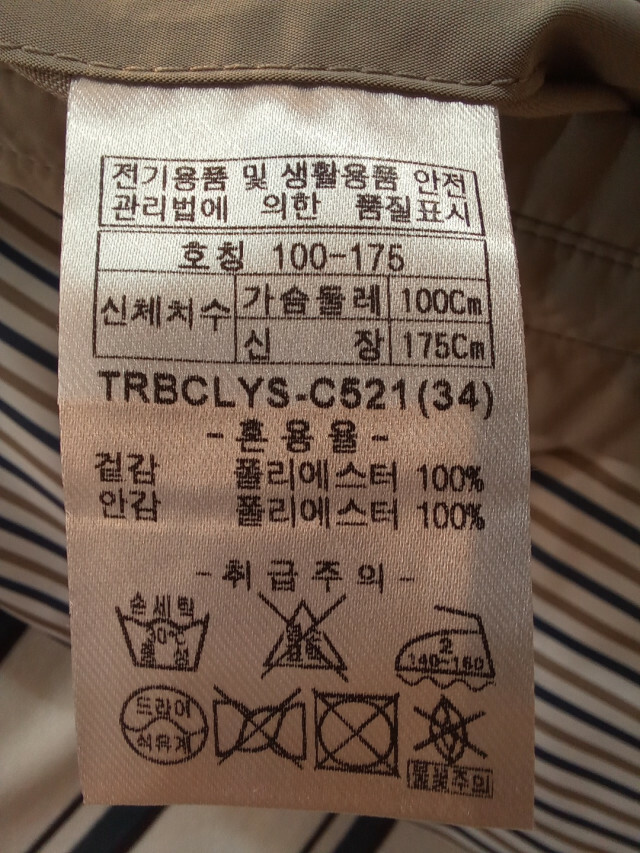 전기용품 및 생활용품 안전
관리법에 의한 품질표시
호칭 100-175
신체처수 가슴둘레 100Cm
신 장 175Cm
TRBCLYS-C521(34)
-혼용율-
겉감 폴리에스터 100%
안감 폴리에스터 100%
-취급주의-
손세탁
30℃
중성
2
140~160
드라이
석유계
불꽃주의